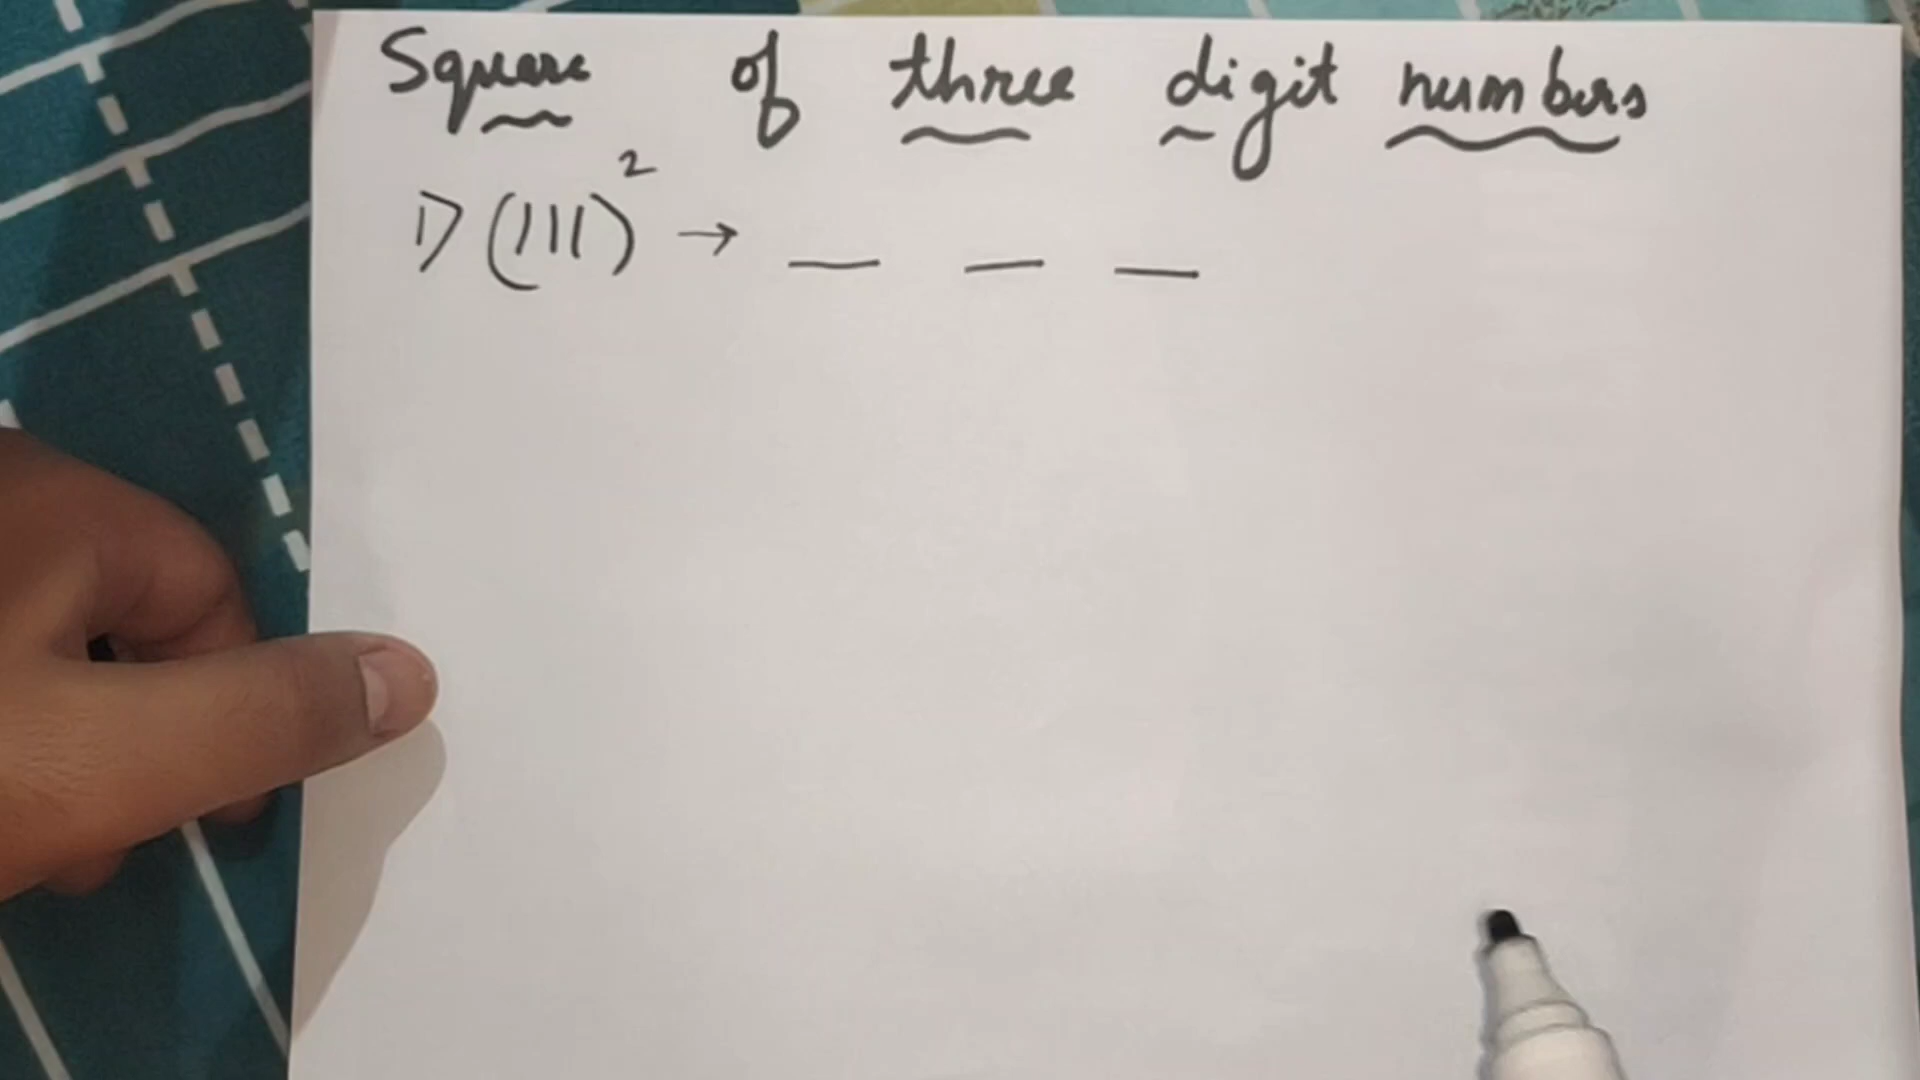 Square of three digit numbers
1) (111)² → _ _ _